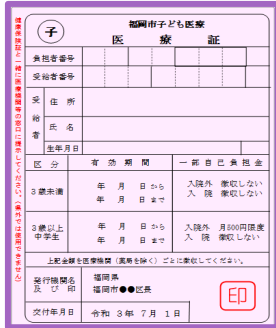 健康保険証と一緒に医療機関等の窓口に提示してください。(県外では使用できません)
子
福岡市子ども医療
医療証
負担者番号
受給者番号
受給者
住所
氏名
生年月日
区分 有効期間 一部自己負担金
3歳未満
年 月 日から
年 月 日まで
入院外 徴収しない
入院 徴収しない
3歳以上
中学生
年 月 日から
年 月 日まで
入院外 月500円限度
入院 徴収しない
上記金額を医療機関(薬局を除く)ごとに徴収してください。
発行機関名
及び印
福岡県
福岡市●●区長
印
交付年月日 令和 3年 7月 1日